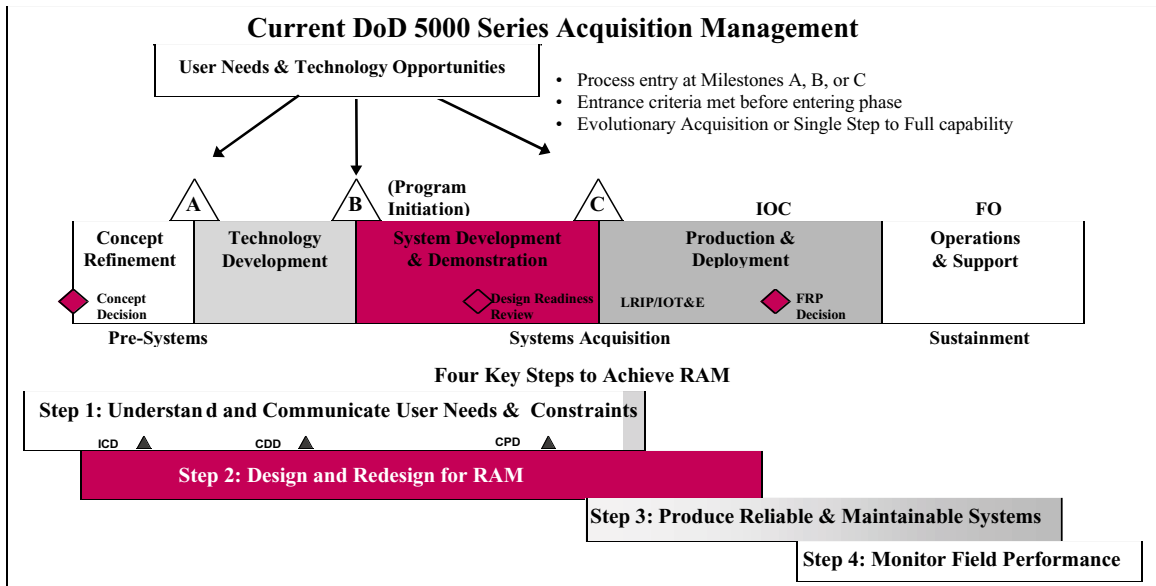 Current DoD 5000 Series Acquisition Management
User Needs & Technology Opportunities
• Process entry at Milestones A, B, or C
• Entrance criteria met before entering phase
• Evolutionary Acquisition or Single Step to Full capability
A
B
(Program
Initiation)
C
IOC
FO
Concept
Refinement
Technology
Development
System Development
& Demonstration
Production &
Deployment
Operations
& Support
Concept
Decision
Design Readiness
Review
LRIP/IOT&E
FRP
Decision
Pre-Systems
Systems Acquisition
Sustainment
Four Key Steps to Achieve RAM
Step 1: Understand and Communicate User Needs & Constraints
ICD
CDD
CPD
Step 2: Design and Redesign for RAM
Step 3: Produce Reliable & Maintainable Systems
Step 4: Monitor Field Performance